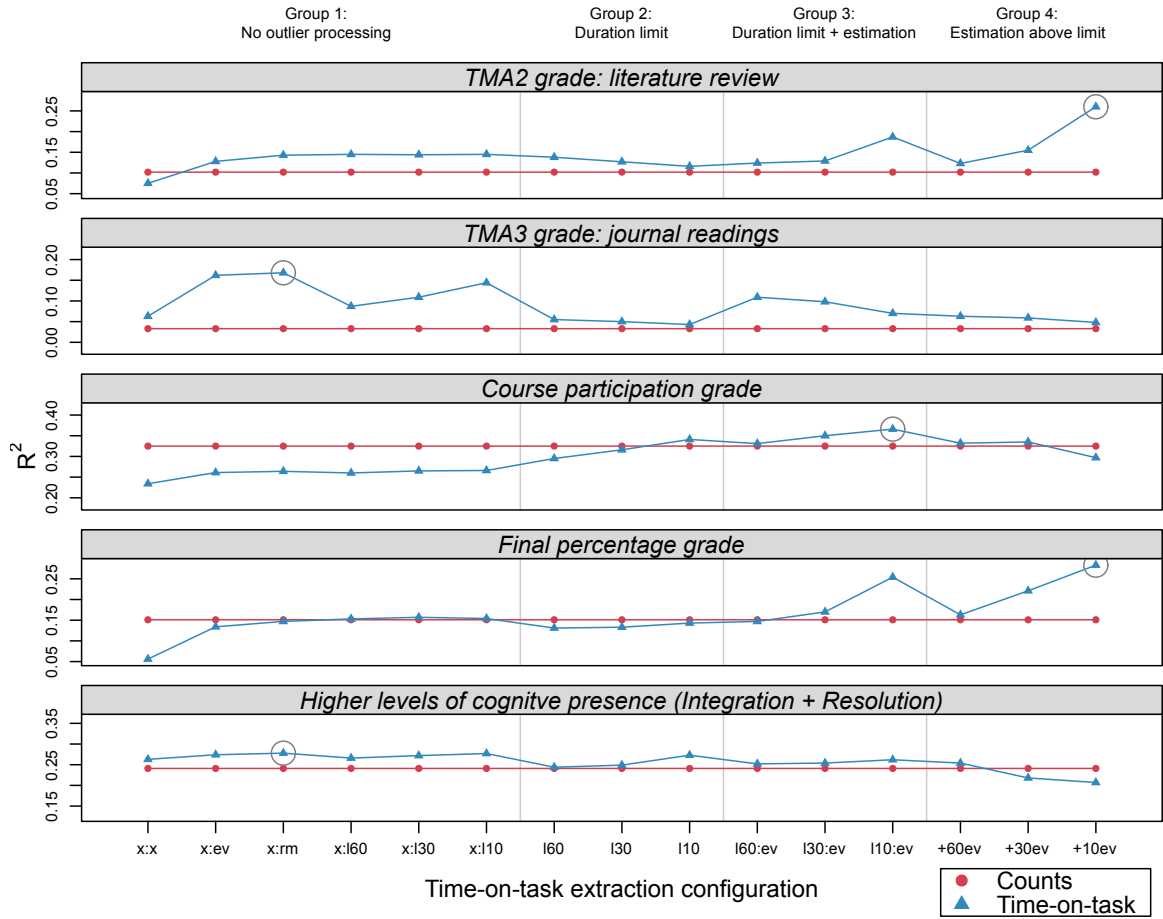 Group 1: Group 2: Group 3: Group 4:
No outlier processing Duration limit Duration limit + estimation Estimation above limit
TMA2 grade: literature review
0.25
0.15
0.05
TMA3 grade: journal readings
0.20
0.10
0.00
Course participation grade
0.40
0.30
0.20
R²
Final percentage grade
0.25
0.15
0.05
Higher levels of cognitve presence (Integration + Resolution)
0.35
0.25
0.15
x:x x:ev x:rm x:l60 x:l30 x:l10 l60 l30 l10 l60:ev l30:ev l10:ev +60ev +30ev +10ev
Time-on-task extraction configuration
Counts
Time-on-task